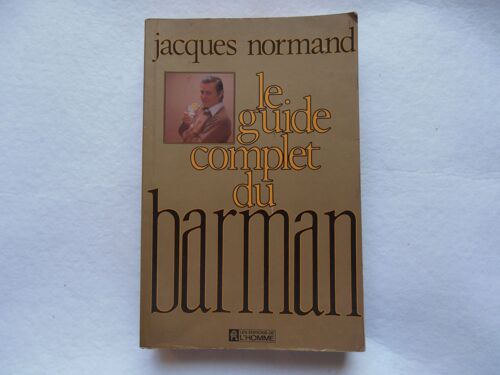 jacques normand
le
guide
complet
du
barman
LES ÉDITIONS DE
L'HOMME